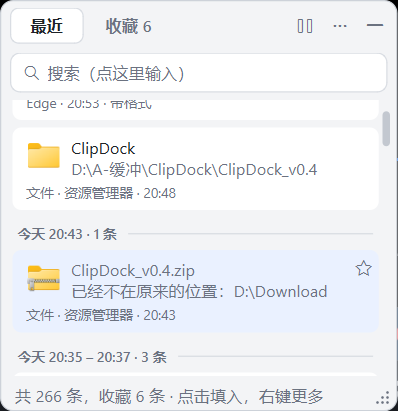 最近 收藏 6
搜索（点这里输入）
Edge · 20:53 · 带格式
ClipDock
D:\A-缓冲\ClipDock\ClipDock_v0.4
文件 · 资源管理器 · 20:48
今天 20:43 · 1 条
ClipDock_v0.4.zip
已经不在原来的位置：D:\Download
文件 · 资源管理器 · 20:43
今天 20:35 – 20:37 · 3 条
共 266 条，收藏 6 条 · 点击填入，右键更多